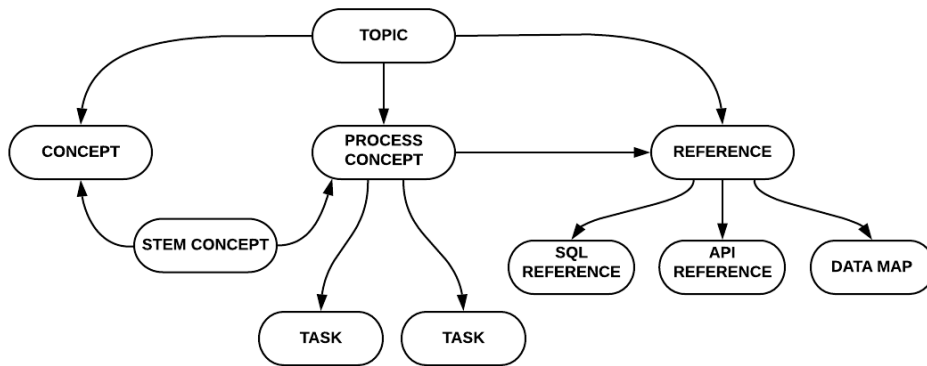 TOPIC
CONCEPT
PROCESS
CONCEPT
REFERENCE
STEM CONCEPT
SQL
REFERENCE
API
REFERENCE
DATA MAP
TASK
TASK